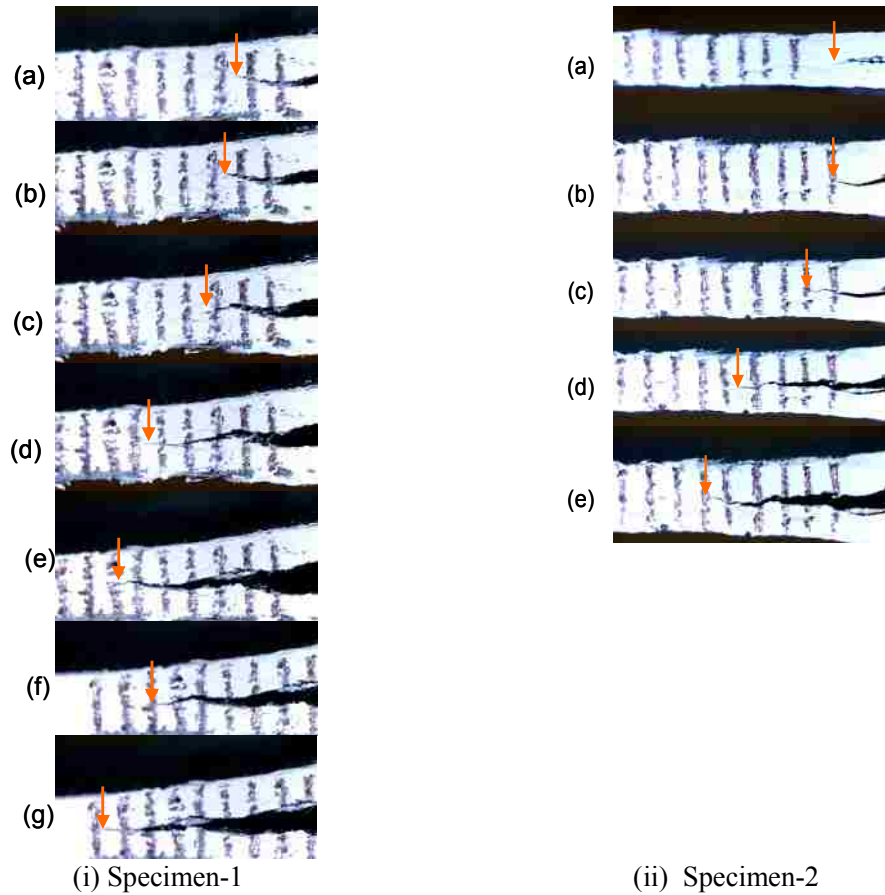 (a)
(b)
(c)
(d)
(e)
(f)
(g)
(i) Specimen-1
(a)
(b)
(c)
(d)
(e)
(ii) Specimen-2